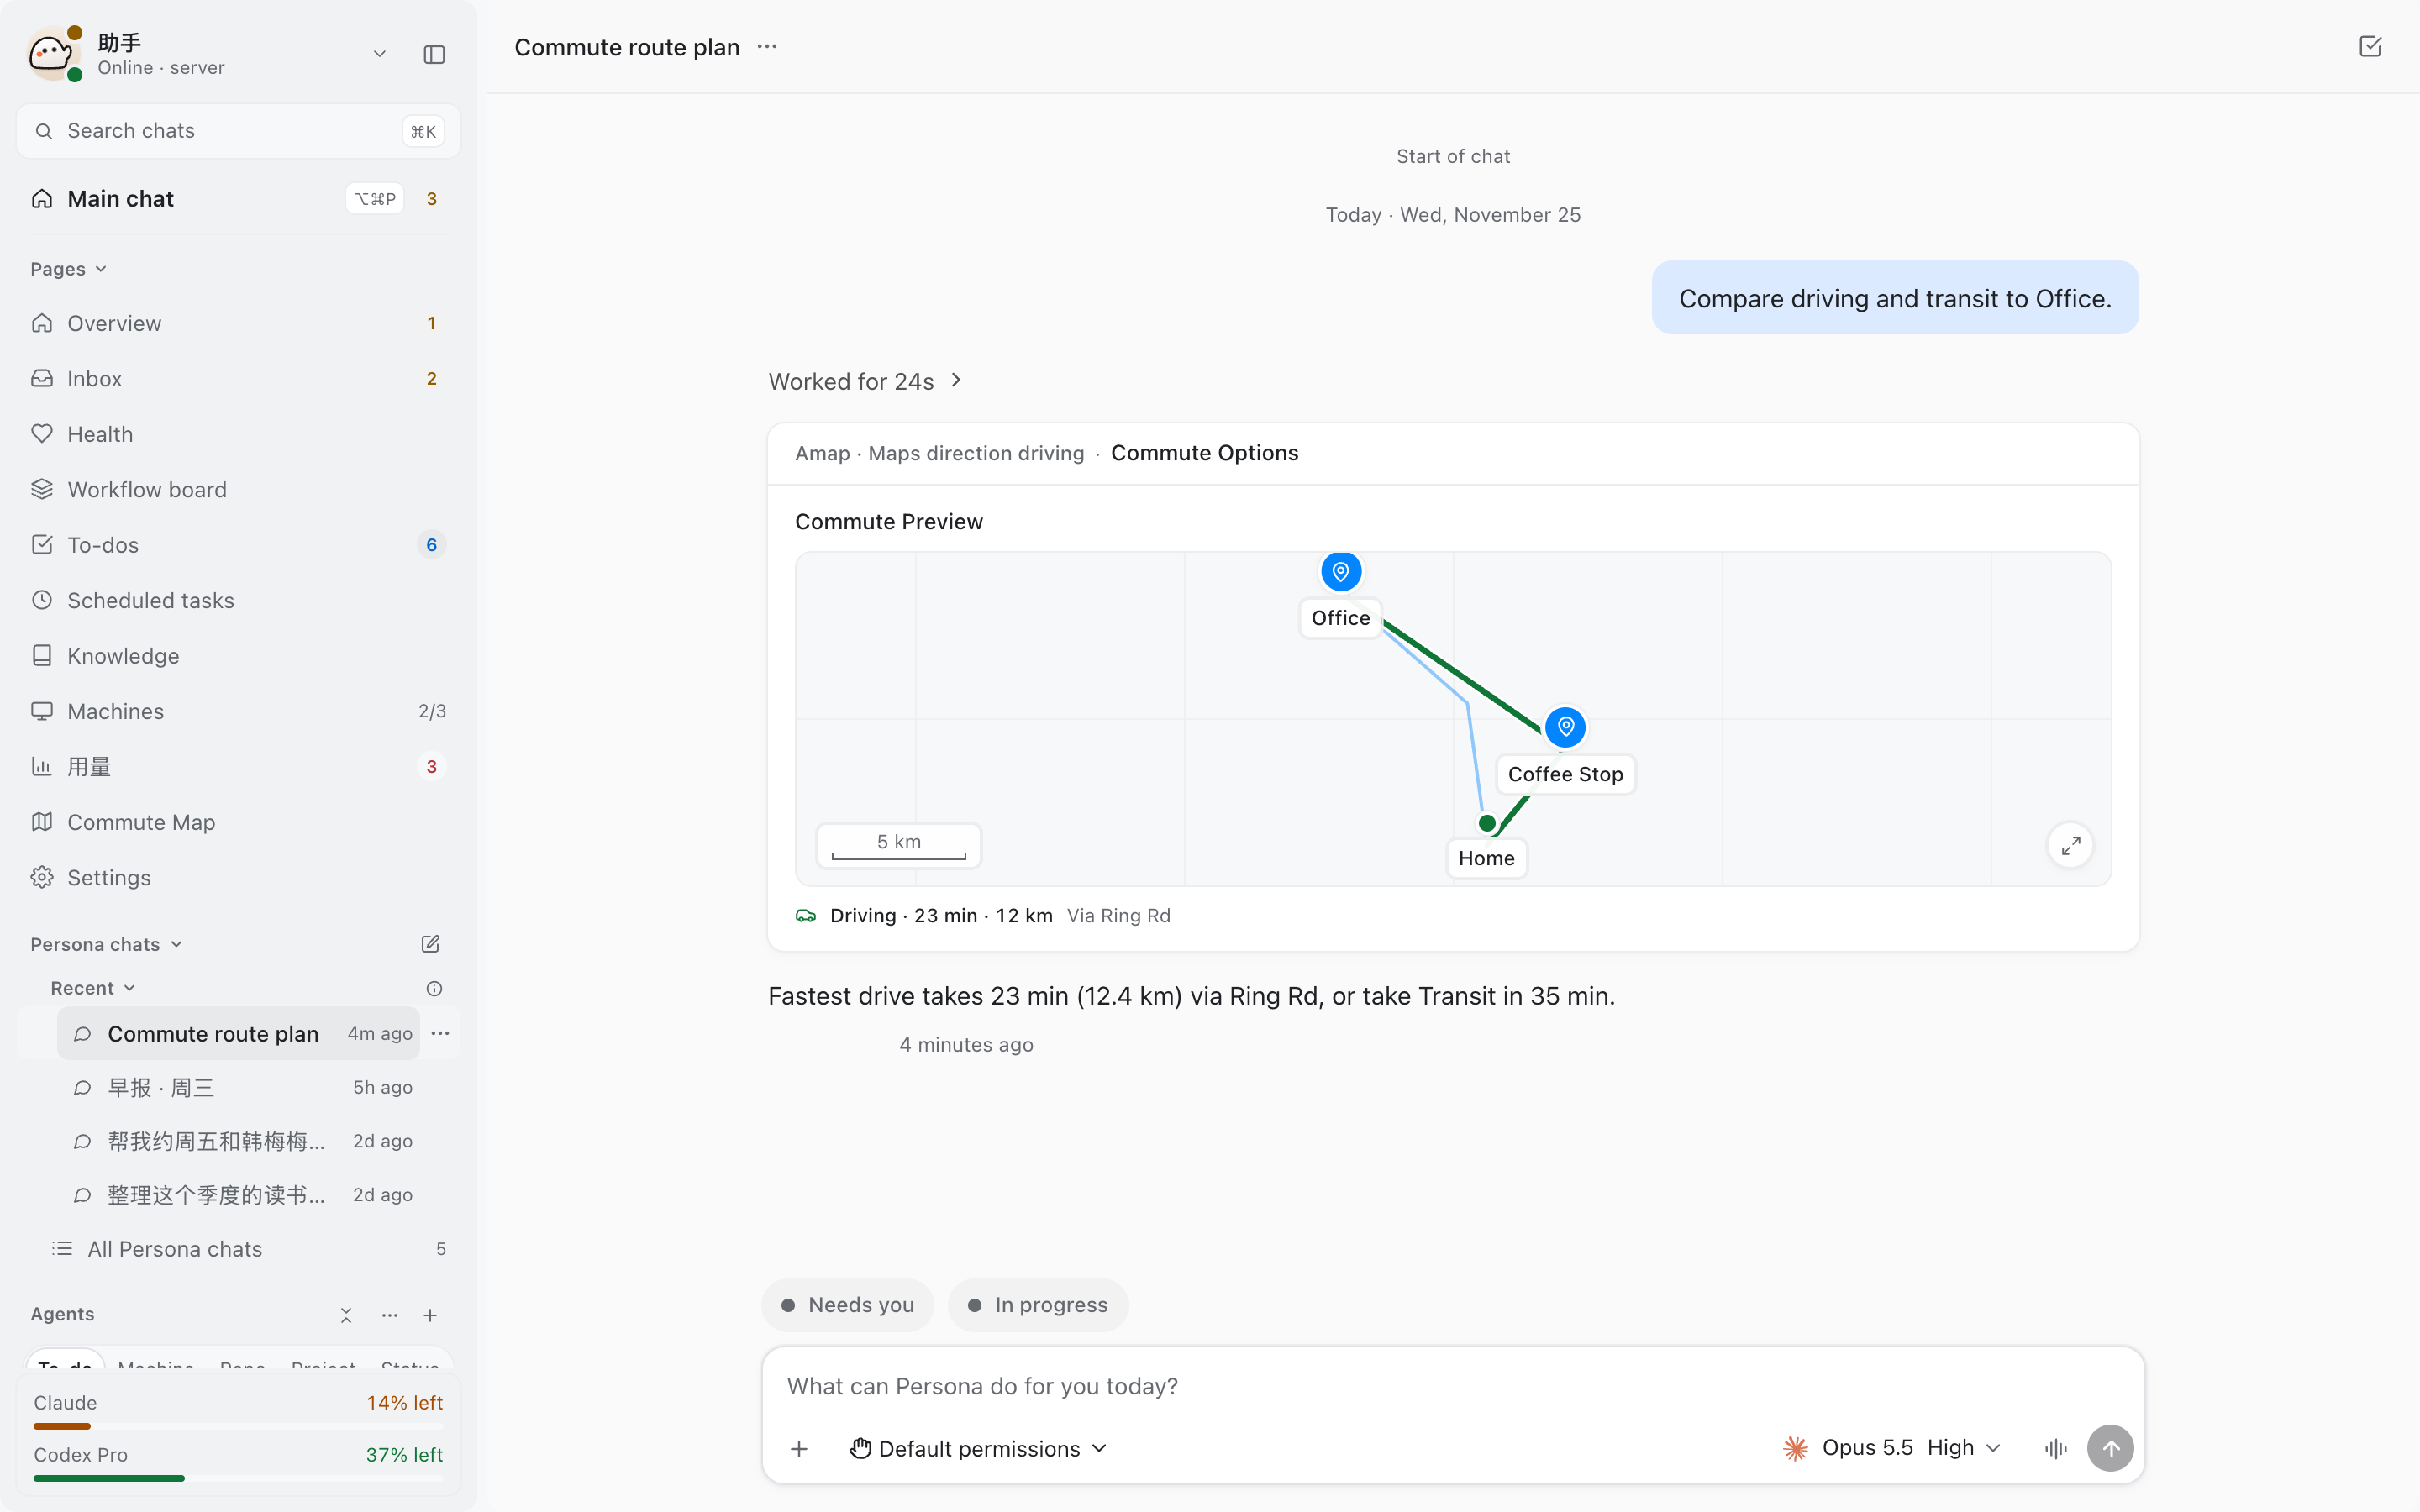 助手
Online · server
Search chats
⌘K
Main chat
⌥⌘P
3
Pages
Overview
1
Inbox
2
Health
Workflow board
To-dos
6
Scheduled tasks
Knowledge
Machines
2/3
用量
3
Commute Map
Settings
Persona chats
Recent
Commute route plan
4m ago
早报 · 周三
5h ago
帮我约周五和韩梅梅...
2d ago
整理这个季度的读书...
2d ago
All Persona chats
5
Agents
To-do Machine Repo Project Status
Claude
14% left
Codex Pro
37% left
Commute route plan
Start of chat
Today · Wed, November 25
Compare driving and transit to Office.
Worked for 24s
Amap · Maps direction driving · Commute Options
Commute Preview
Office
Coffee Stop
Home
5 km
Driving · 23 min · 12 km Via Ring Rd
Fastest drive takes 23 min (12.4 km) via Ring Rd, or take Transit in 35 min.
4 minutes ago
Needs you
In progress
What can Persona do for you today?
Default permissions
Opus 5.5 High